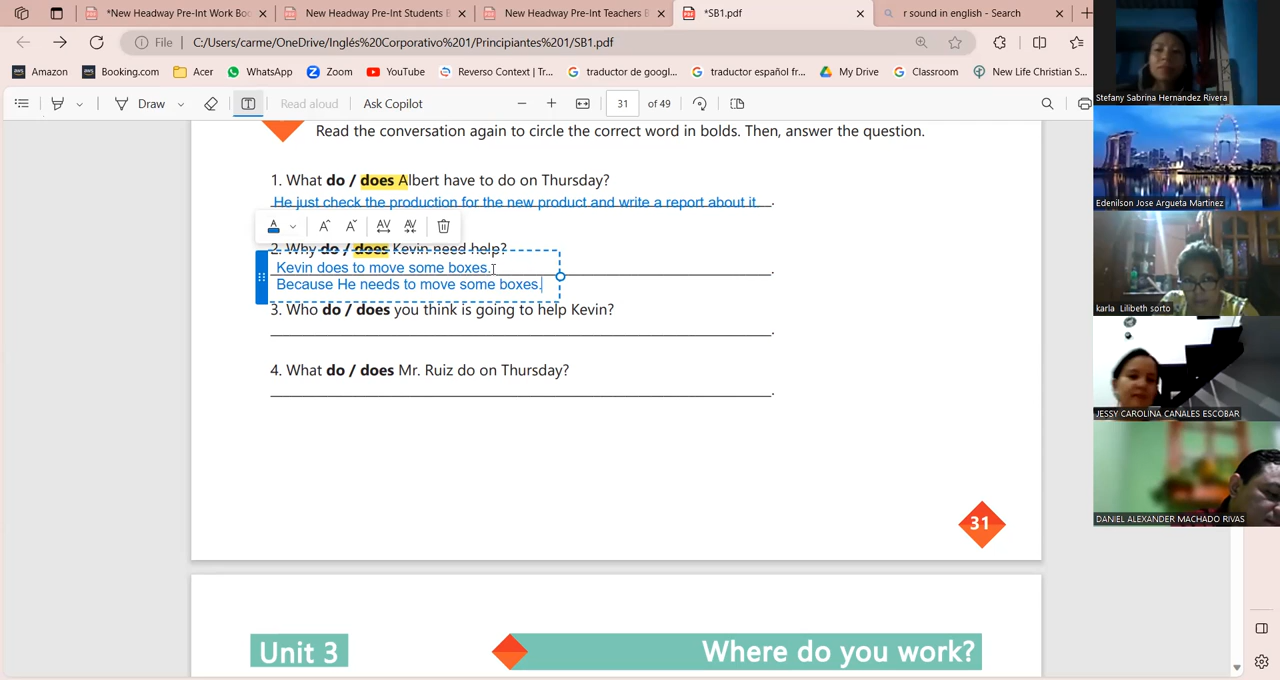 *New Headway Pre-Int Work Boo
New Headway Pre-Int Students B
New Headway Pre-Int Teachers B
*SB1.pdf
r sound in english - Search
File
C:/Users/carme/OneDrive/Inglés%20Corporativo%201/Principiantes%201/SB1.pdf
Amazon
Booking.com
Acer
WhatsApp
Zoom
YouTube
Reverso Context | Tr...
traductor de googl...
traductor español fr...
My Drive
Classroom
New Life Christian S...
Draw
Read aloud
Ask Copilot
31
of 49
Read the conversation again to circle the correct word in bolds. Then, answer the question.
1. What do / does Albert have to do on Thursday?
He just check the production for the new product and write a report about it.
2. Why do / does Kevin need help?
Kevin does to move some boxes.
Because He needs to move some boxes.
3. Who do / does you think is going to help Kevin?
4. What do / does Mr. Ruiz do on Thursday?
31
Unit 3
Where do you work?
Stefany Sabrina Hernandez Rivera
Edenilson Jose Argueta Martinez
karla Lilibeth sorto
JESSY CAROLINA CANALES ESCOBAR
DANIEL ALEXANDER MACHADO RIVAS